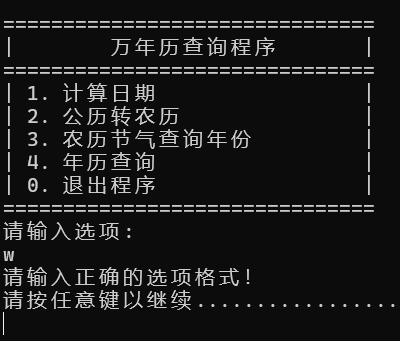 ===============================
|        万年历查询程序       |
===============================
| 1. 计算日期                 |
| 2. 公历转农历               |
| 3. 农历节气查询年份         |
| 4. 年历查询                 |
| 0. 退出程序                 |
===============================
请输入选项:
w
请输入正确的选项格式!
请按任意键以继续.................